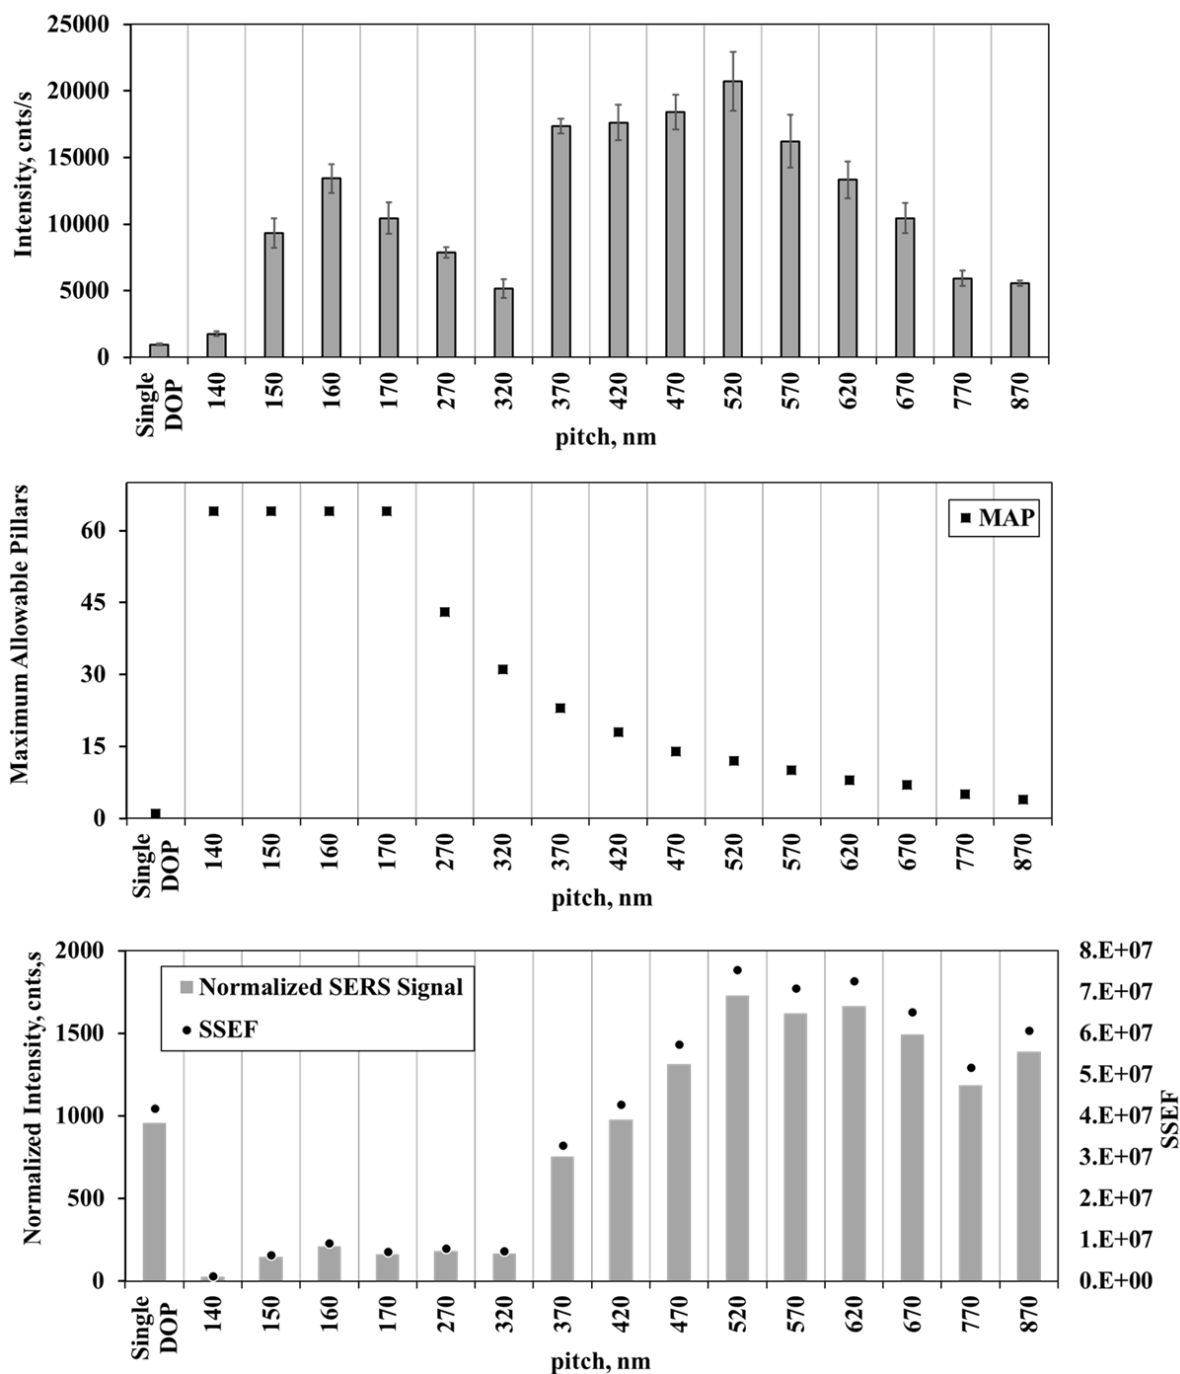 25000
20000
15000
10000
5000
0
Intensity, cnts/s
Single DOP 140 150 160 170 270 320 370 420 470 520 570 620 670 770 870
pitch, nm
60
45
30
15
0
Maximum Allowable Pillars
MAP
Single DOP 140 150 160 170 270 320 370 420 470 520 570 620 670 770 870
pitch, nm
2000
1500
1000
500
0
Normalized Intensity, cnts,s
Normalized SERS Signal
SSEF
8.E+07
7.E+07
6.E+07
5.E+07
4.E+07
3.E+07
2.E+07
1.E+07
0.E+00
SSEF
Single DOP 140 150 160 170 270 320 370 420 470 520 570 620 670 770 870
pitch, nm